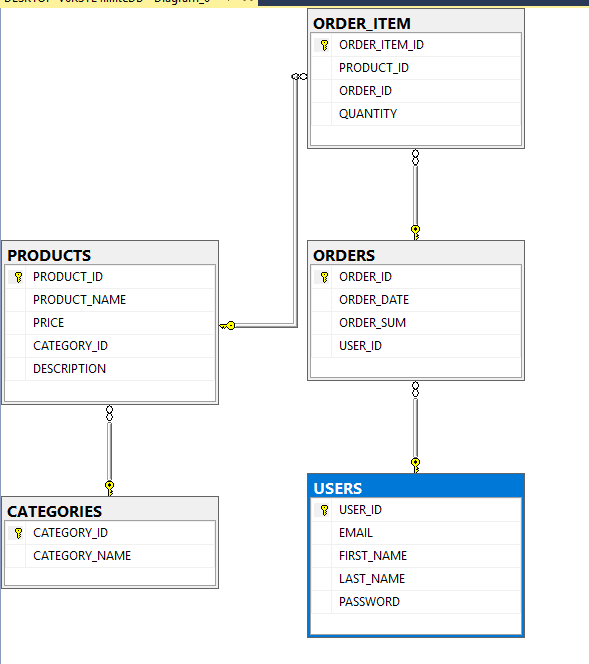 ORDER_ITEM
ORDER_ITEM_ID
PRODUCT_ID
ORDER_ID
QUANTITY
PRODUCTS
PRODUCT_ID
PRODUCT_NAME
PRICE
CATEGORY_ID
DESCRIPTION
ORDERS
ORDER_ID
ORDER_DATE
ORDER_SUM
USER_ID
CATEGORIES
CATEGORY_ID
CATEGORY_NAME
USERS
USER_ID
EMAIL
FIRST_NAME
LAST_NAME
PASSWORD